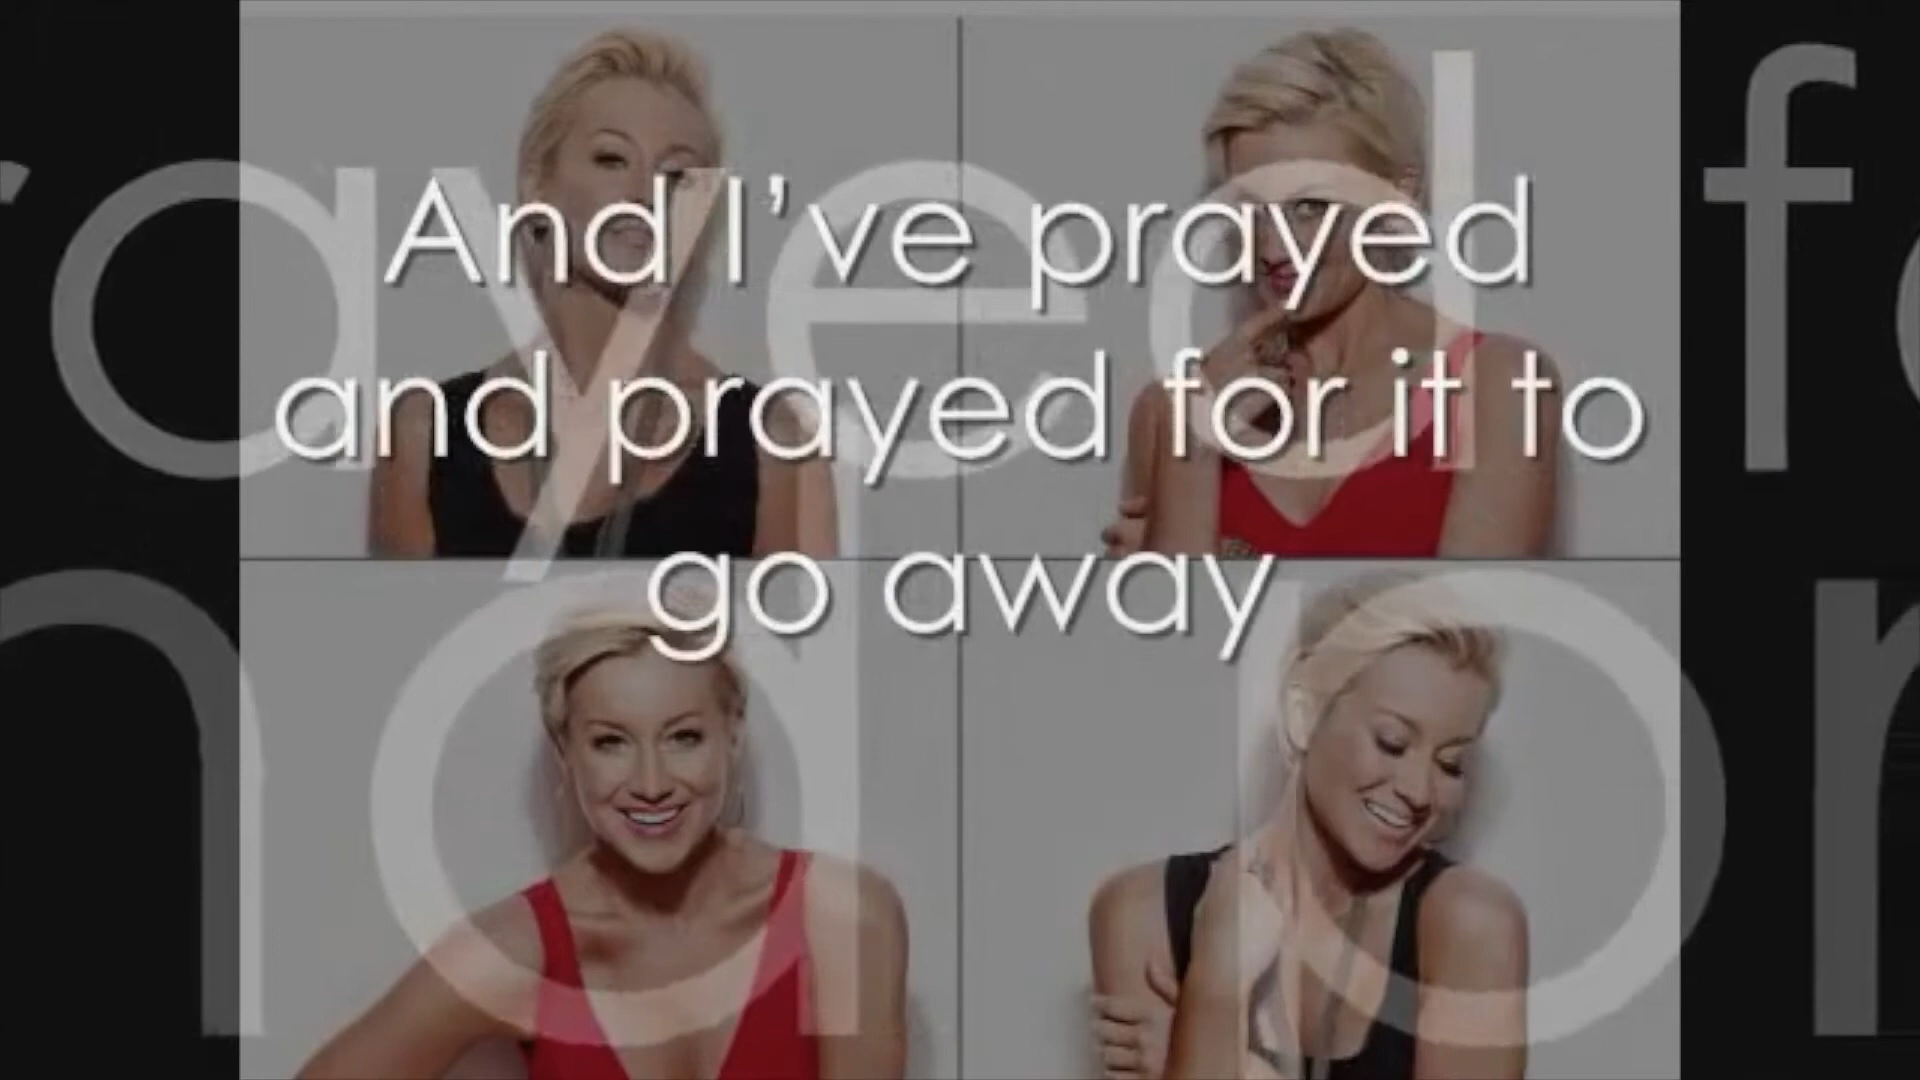 And I've prayed
and prayed for it to
go away